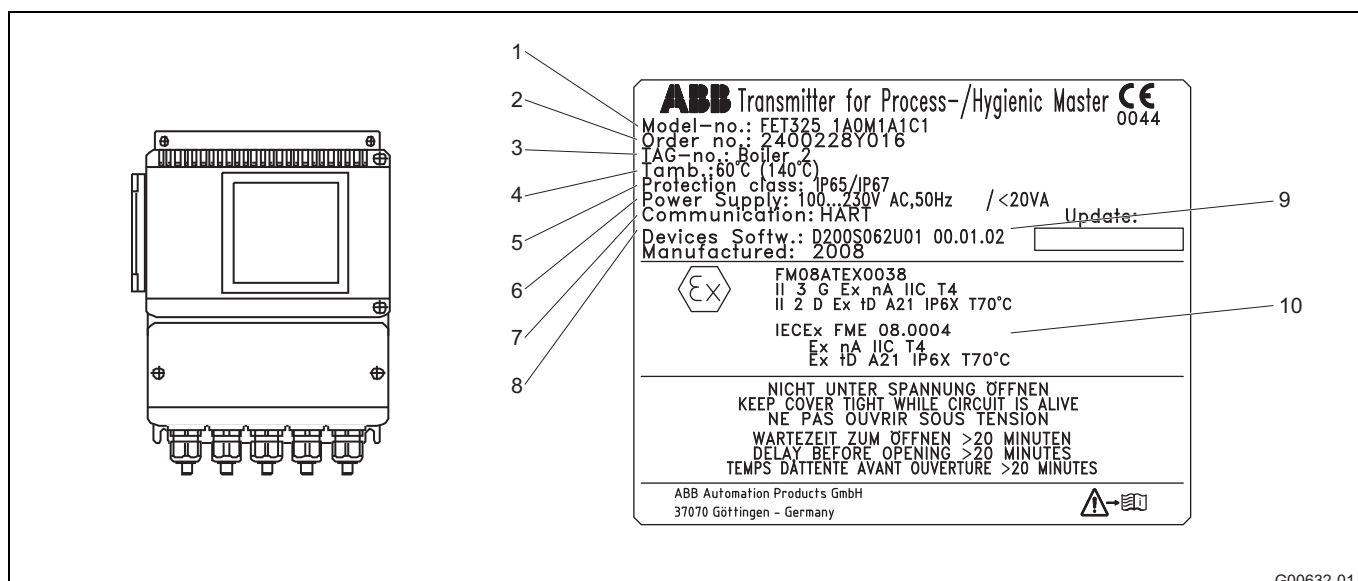 1
2
3
4
5
6
7
8
9
10
ABB Transmitter for Process-/Hygienic Master CE
0044
Model-no.: FET325 1A0M1A1C1
Order no.: 2400228Y016
TAG-no.: Boiler 2
Tamb.:60°C (140°C)
Protection class: IP65/IP67
Power Supply: 100...230V AC,50Hz /<20VA
Communication: HART
Update:
Devices Softw.: D200S062U01 00.01.02
Manufactured: 2008
Ex
FM08ATEX0038
II 3 G Ex nA IIC T4
II 2 D Ex tD A21 IP6X T70°C
IECEx FME 08.0004
Ex nA IIC T4
Ex tD A21 IP6X T70°C
NICHT UNTER SPANNUNG ÖFFNEN
KEEP COVER TIGHT WHILE CIRCUIT IS ALIVE
NE PAS OUVRIR SOUS TENSION
WARTEZEIT ZUM ÖFFNEN >20 MINUTEN
DELAY BEFORE OPENING >20 MINUTES
TEMPS DATTENTE AVANT OUVERTURE >20 MINUTES
ABB Automation Products GmbH
37070 Göttingen - Germany
G00632-01